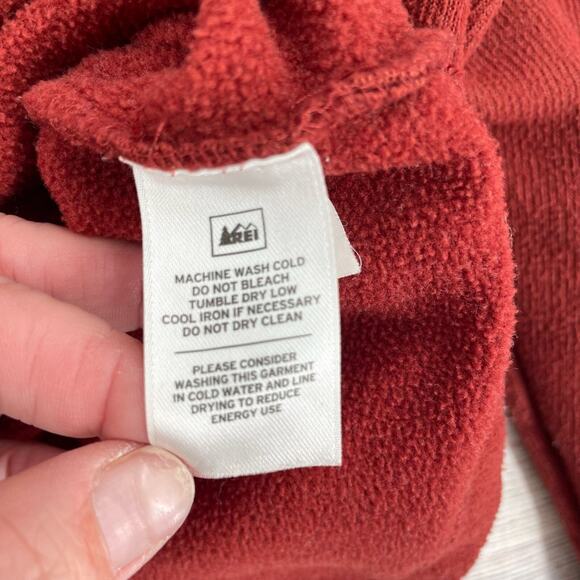 REI
MACHINE WASH COLD
DO NOT BLEACH
TUMBLE DRY LOW
COOL IRON IF NECESSARY
DO NOT DRY CLEAN
PLEASE CONSIDER
WASHING THIS GARMENT
IN COLD WATER AND LINE
DRYING TO REDUCE
ENERGY USE